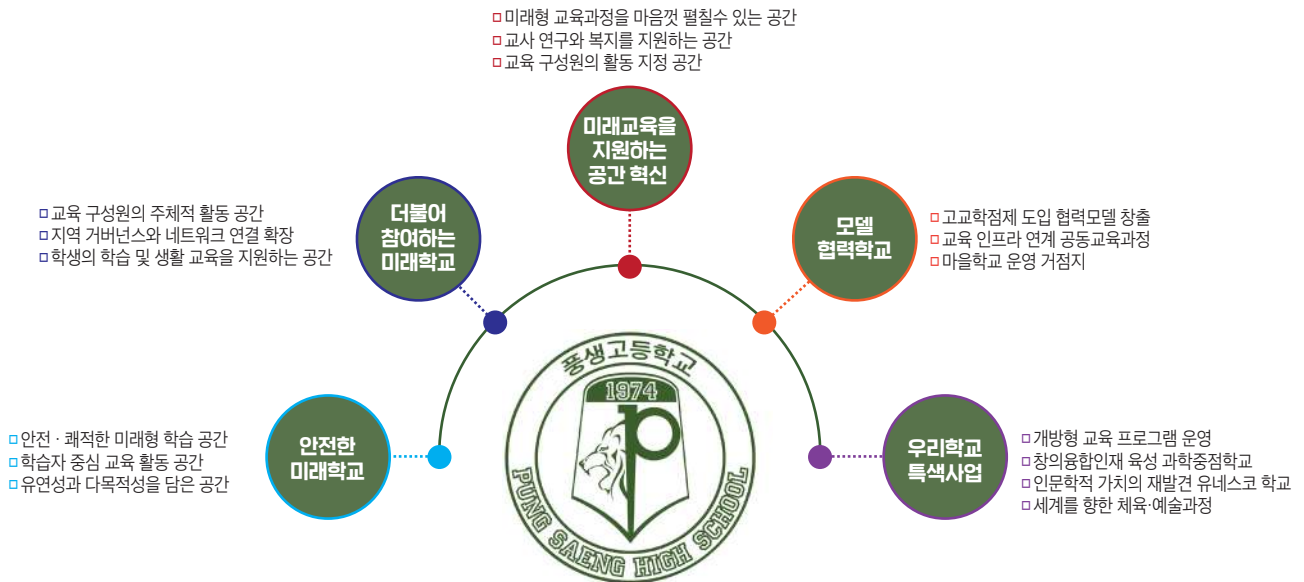 미래형 교육과정을 마음껏 펼칠수 있는 공간
교사 연구와 복지를 지원하는 공간
교육 구성원의 활동 지정 공간
미래교육을
지원하는
공간 혁신
교육 구성원의 주체적 활동 공간
지역 거버넌스와 네트워크 연결 확장
학생의 학습 및 생활 교육을 지원하는 공간
더불어
참여하는
미래학교
모델
협력학교
고교학점제 도입 협력모델 창출
교육 인프라 연계 공동교육과정
마을학교 운영 거점지
안전 · 쾌적한 미래형 학습 공간
학습자 중심 교육 활동 공간
유연성과 다목적성을 담은 공간
안전한
미래학교
풍생고등학교
1974
PUNG SAENG HIGH SCHOOL
우리학교
특색사업
개방형 교육 프로그램 운영
창의융합인재 육성 과학중점학교
인문학적 가치의 재발견 유네스코 학교
세계를 향한 체육·예술과정